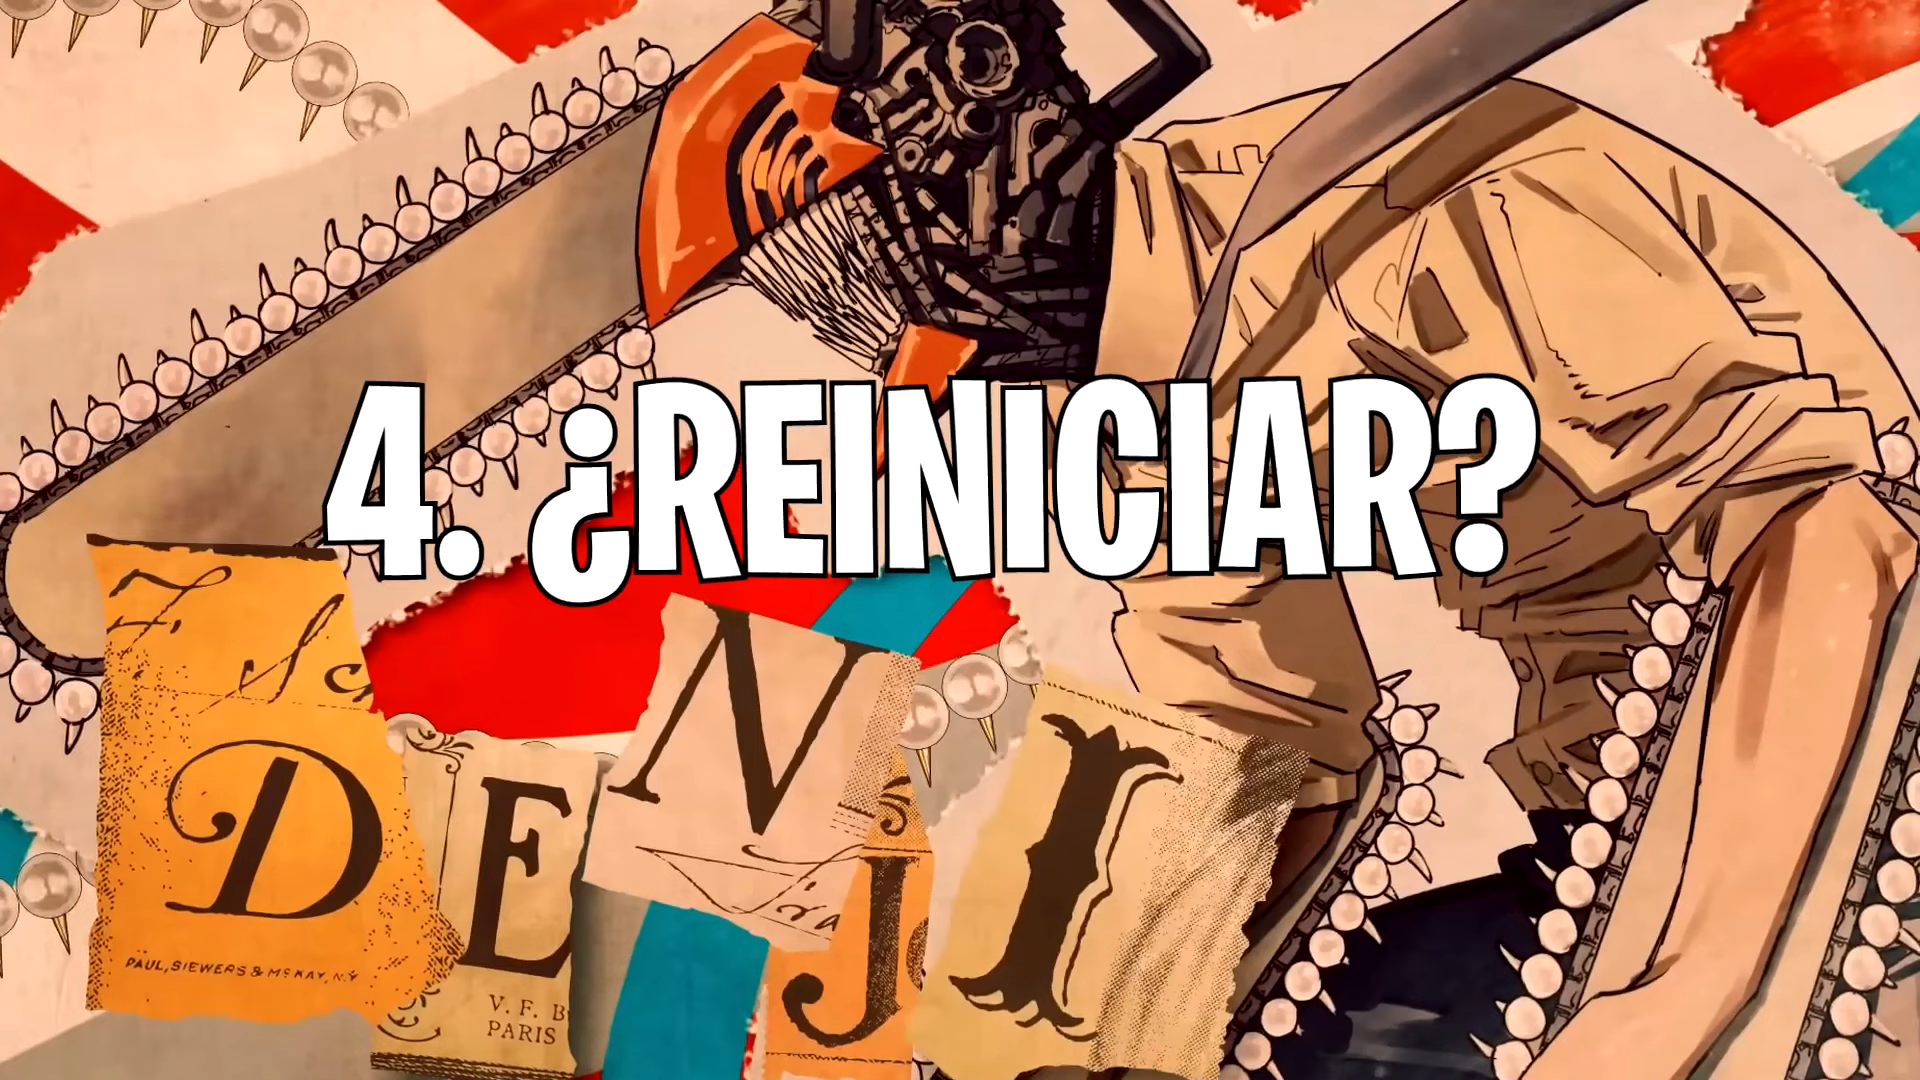 4. ¿REINICIAR?
DENJI
PAUL, SIEWERS & McKAY, N.Y
V. F. B
PARIS